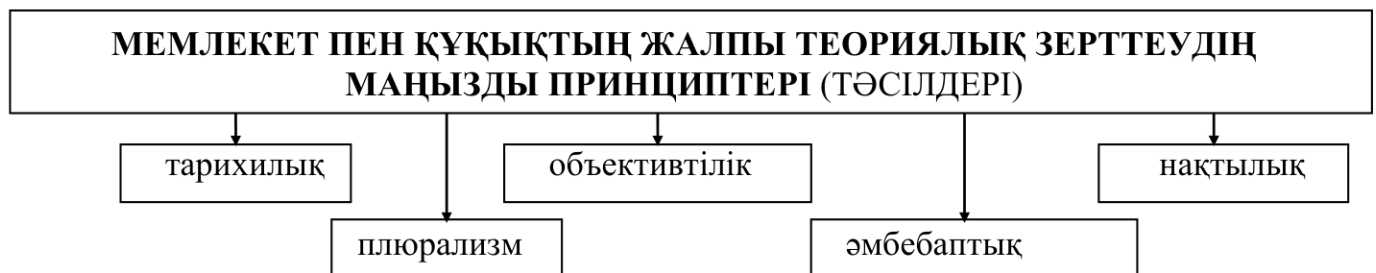 МЕМЛЕКЕТ ПЕН ҚҰҚЫҚТЫҢ ЖАЛПЫ ТЕОРИЯЛЫҚ ЗЕРТТЕУДІҢ
МАҢЫЗДЫ ПРИНЦИПТЕРІ (ТӘСІЛДЕРІ)
тарихилық
объективтілік
нақтылық
плюрализм
әмбебаптық